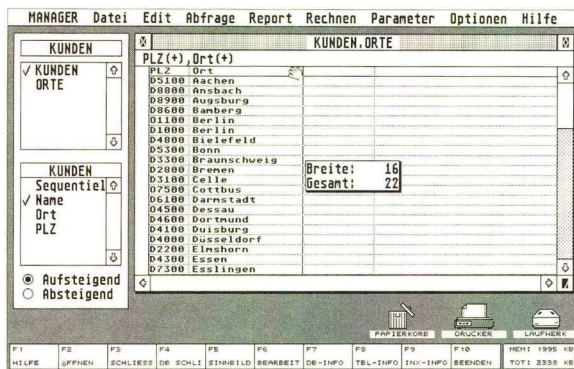 MANAGER Datei Edit Abfrage Report Rechnen Parameter Optionen Hilfe
KUNDEN
✓ KUNDEN
ORTE
KUNDEN
Sequentiel
✓ Name
Ort
PLZ
Aufsteigend
Absteigend
KUNDEN.ORTE
PLZ(+),Ort(+)
PLZ Ort
D5100 Aachen
D8800 Ansbach
D8900 Augsburg
D8600 Bamberg
O1100 Berlin
D1000 Berlin
D4800 Bielefeld
D5300 Bonn
D3300 Braunschweig
D2800 Bremen
D3100 Celle
O7500 Cottbus
D6100 Darmstadt
O4500 Dessau
D4600 Dortmund
D4100 Duisburg
D4000 Düsseldorf
D2200 Elmshorn
D4300 Essen
D7300 Esslingen
Breite: 16
Gesamt: 22
PAPIERKORB DRUCKER LAUFWERK
F1 F2 F3 F4 F5 F6 F7 F8 F9 F10 MEM: 1995 KB
HILFE ÖFFNEN SCHLIESS DB SCHLI SINNBILD BEARBEIT DB-INFO TBL-INFO INX-INFO BEENDEN TOT: 2338 KB